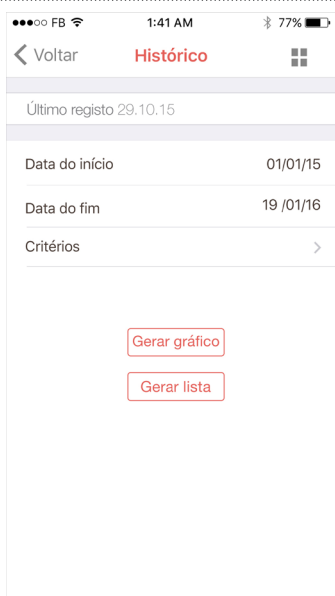 FB 1:41 AM 77%
Voltar Histórico
Último registo 29.10.15
Data do início 01/01/15
Data do fim 19 /01/16
Critérios
Gerar gráfico
Gerar lista